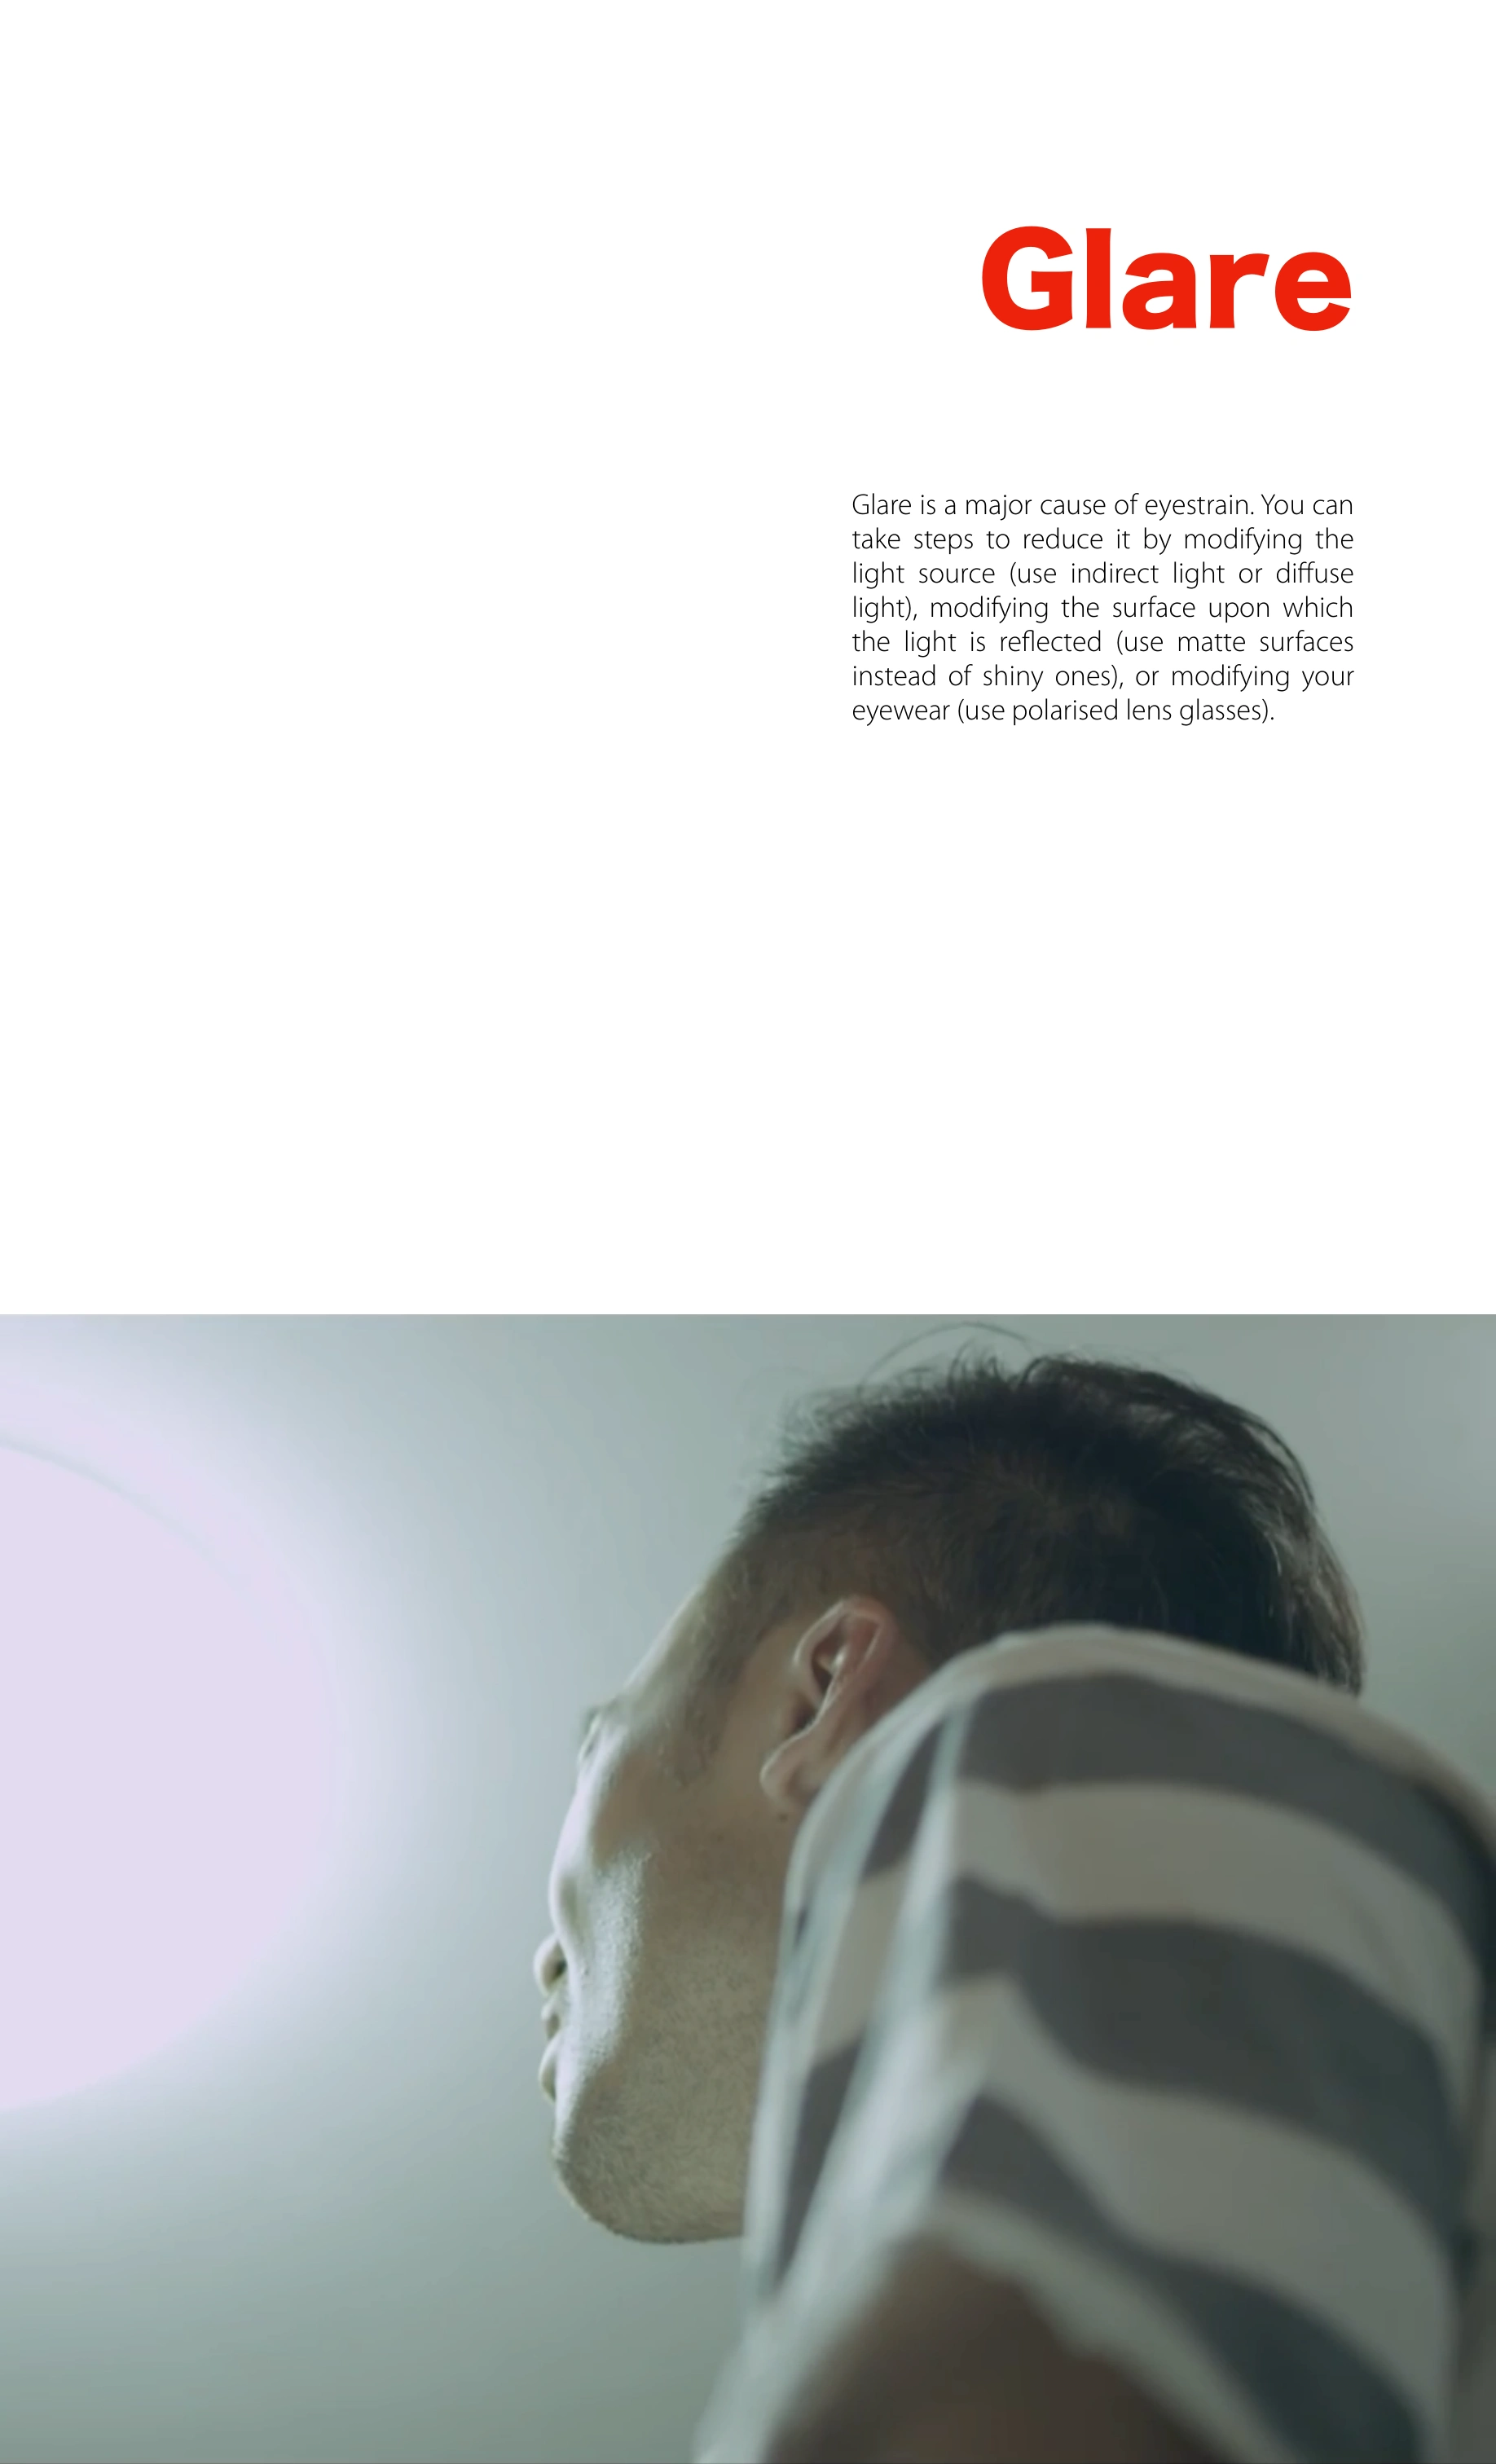 Glare
Glare is a major cause of eyestrain. You can
take steps to reduce it by modifying the
light source (use indirect light or diffuse
light), modifying the surface upon which
the light is reflected (use matte surfaces
instead of shiny ones), or modifying your
eyewear (use polarised lens glasses).